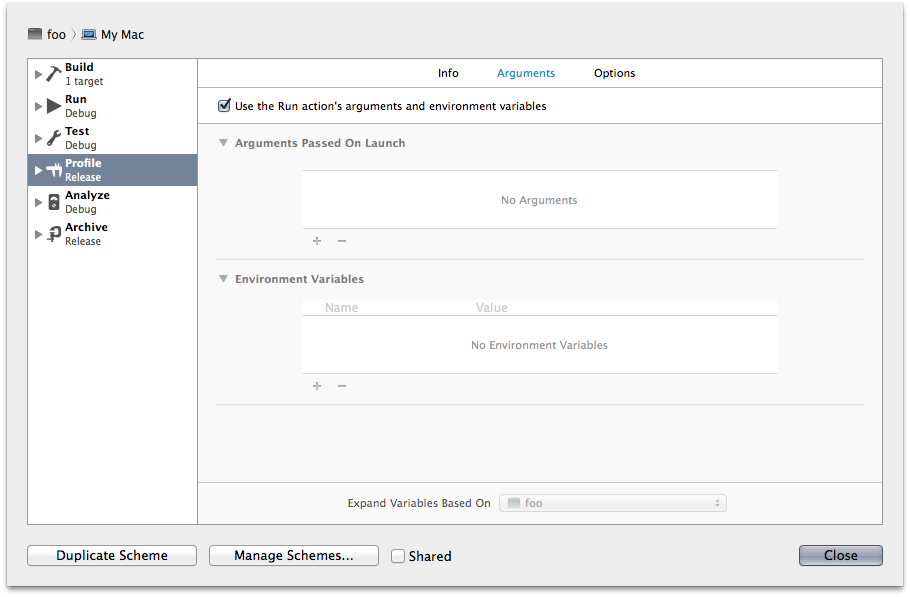 foo My Mac
Build
1 target
Run
Debug
Test
Debug
Profile
Release
Analyze
Debug
Archive
Release
Info Arguments Options
Use the Run action's arguments and environment variables
Arguments Passed On Launch
No Arguments
Environment Variables
Name Value
No Environment Variables
Expand Variables Based On foo
Duplicate Scheme Manage Schemes... Shared Close